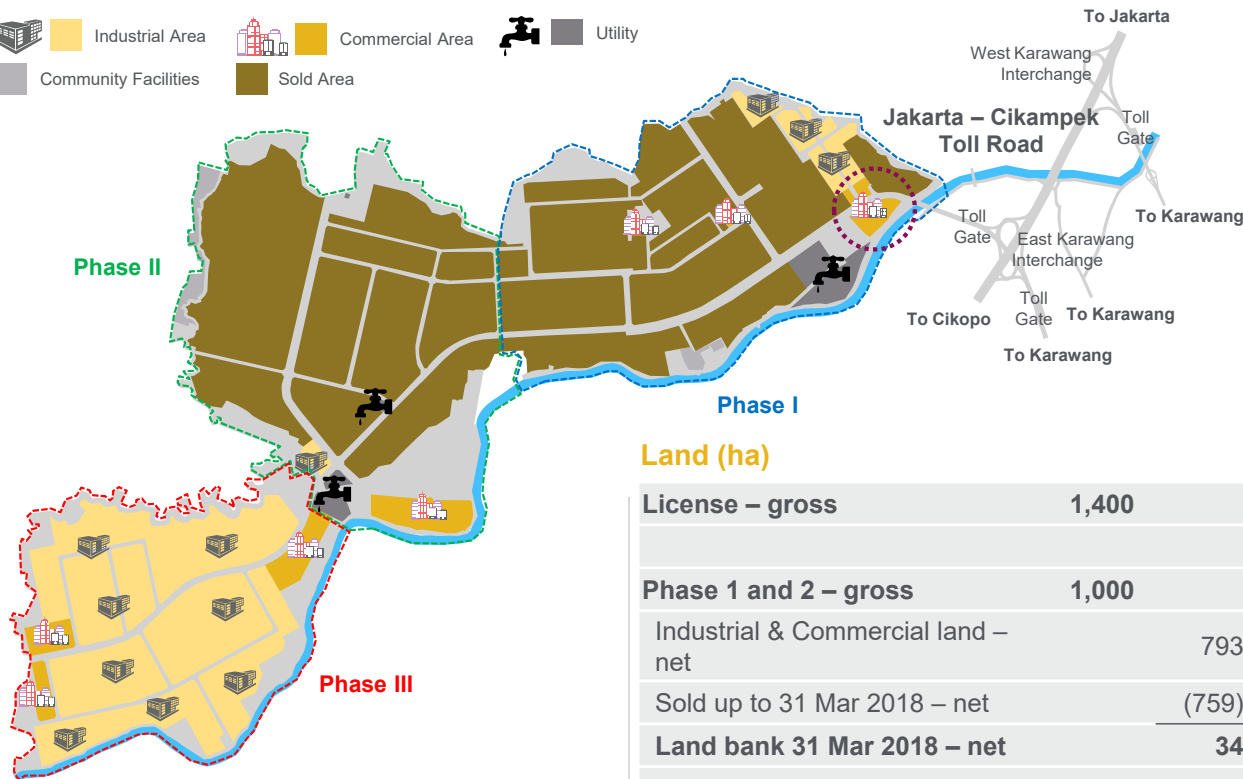 Industrial Area
Commercial Area
Utility
Community Facilities
Sold Area
To Jakarta
West Karawang
Interchange
Jakarta – Cikampek
Toll Road
Toll
Gate
To Karawang
Toll
Gate
East Karawang
Interchange
To Cikopo
Toll
Gate
To Karawang
To Karawang
Phase II
Phase I
Phase III
Land (ha)
License – gross 1,400
Phase 1 and 2 – gross 1,000
Industrial & Commercial land –
net 793
Sold up to 31 Mar 2018 – net (759)
Land bank 31 Mar 2018 – net 34